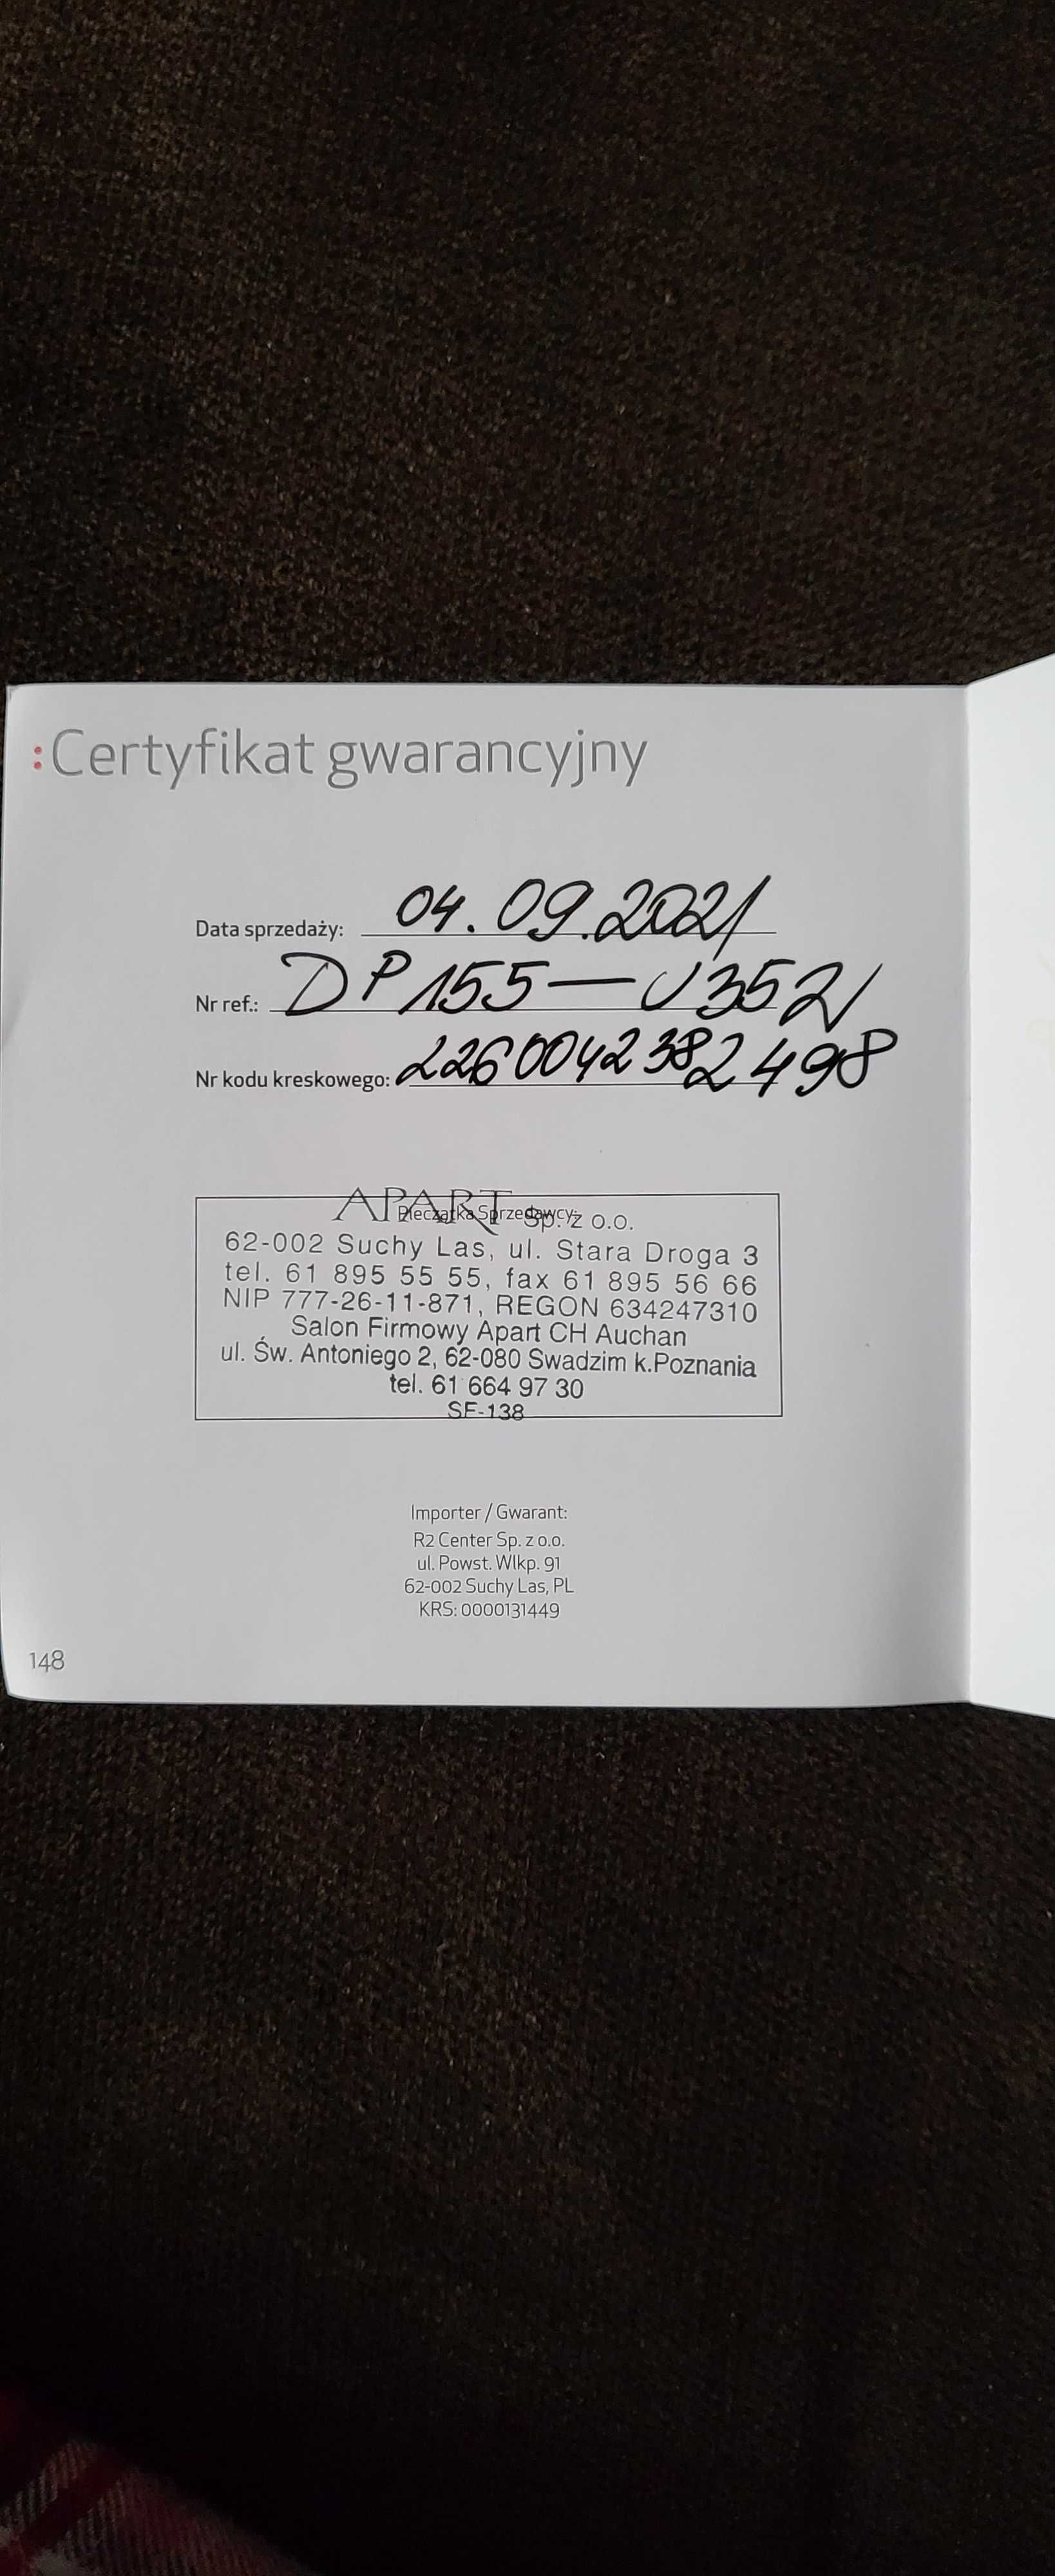 :Certyfikat gwarancyjny
Data sprzedaży: 04.09.2021
Nr ref.: DP155-U352
Nr kodu kreskowego: 2260042382498
APART Sp. z o.o.
Pieczątka Sprzedawcy:
62-002 Suchy Las, ul. Stara Droga 3
tel. 61 895 55 55, fax 61 895 56 66
NIP 777-26-11-871, REGON 634247310
Salon Firmowy Apart CH Auchan
ul. Św. Antoniego 2, 62-080 Swadzim k.Poznania
tel. 61 664 97 30
SF-138
Importer / Gwarant:
R2 Center Sp. z o.o.
ul. Powst. Wlkp. 91
62-002 Suchy Las, PL
KRS: 0000131449
148